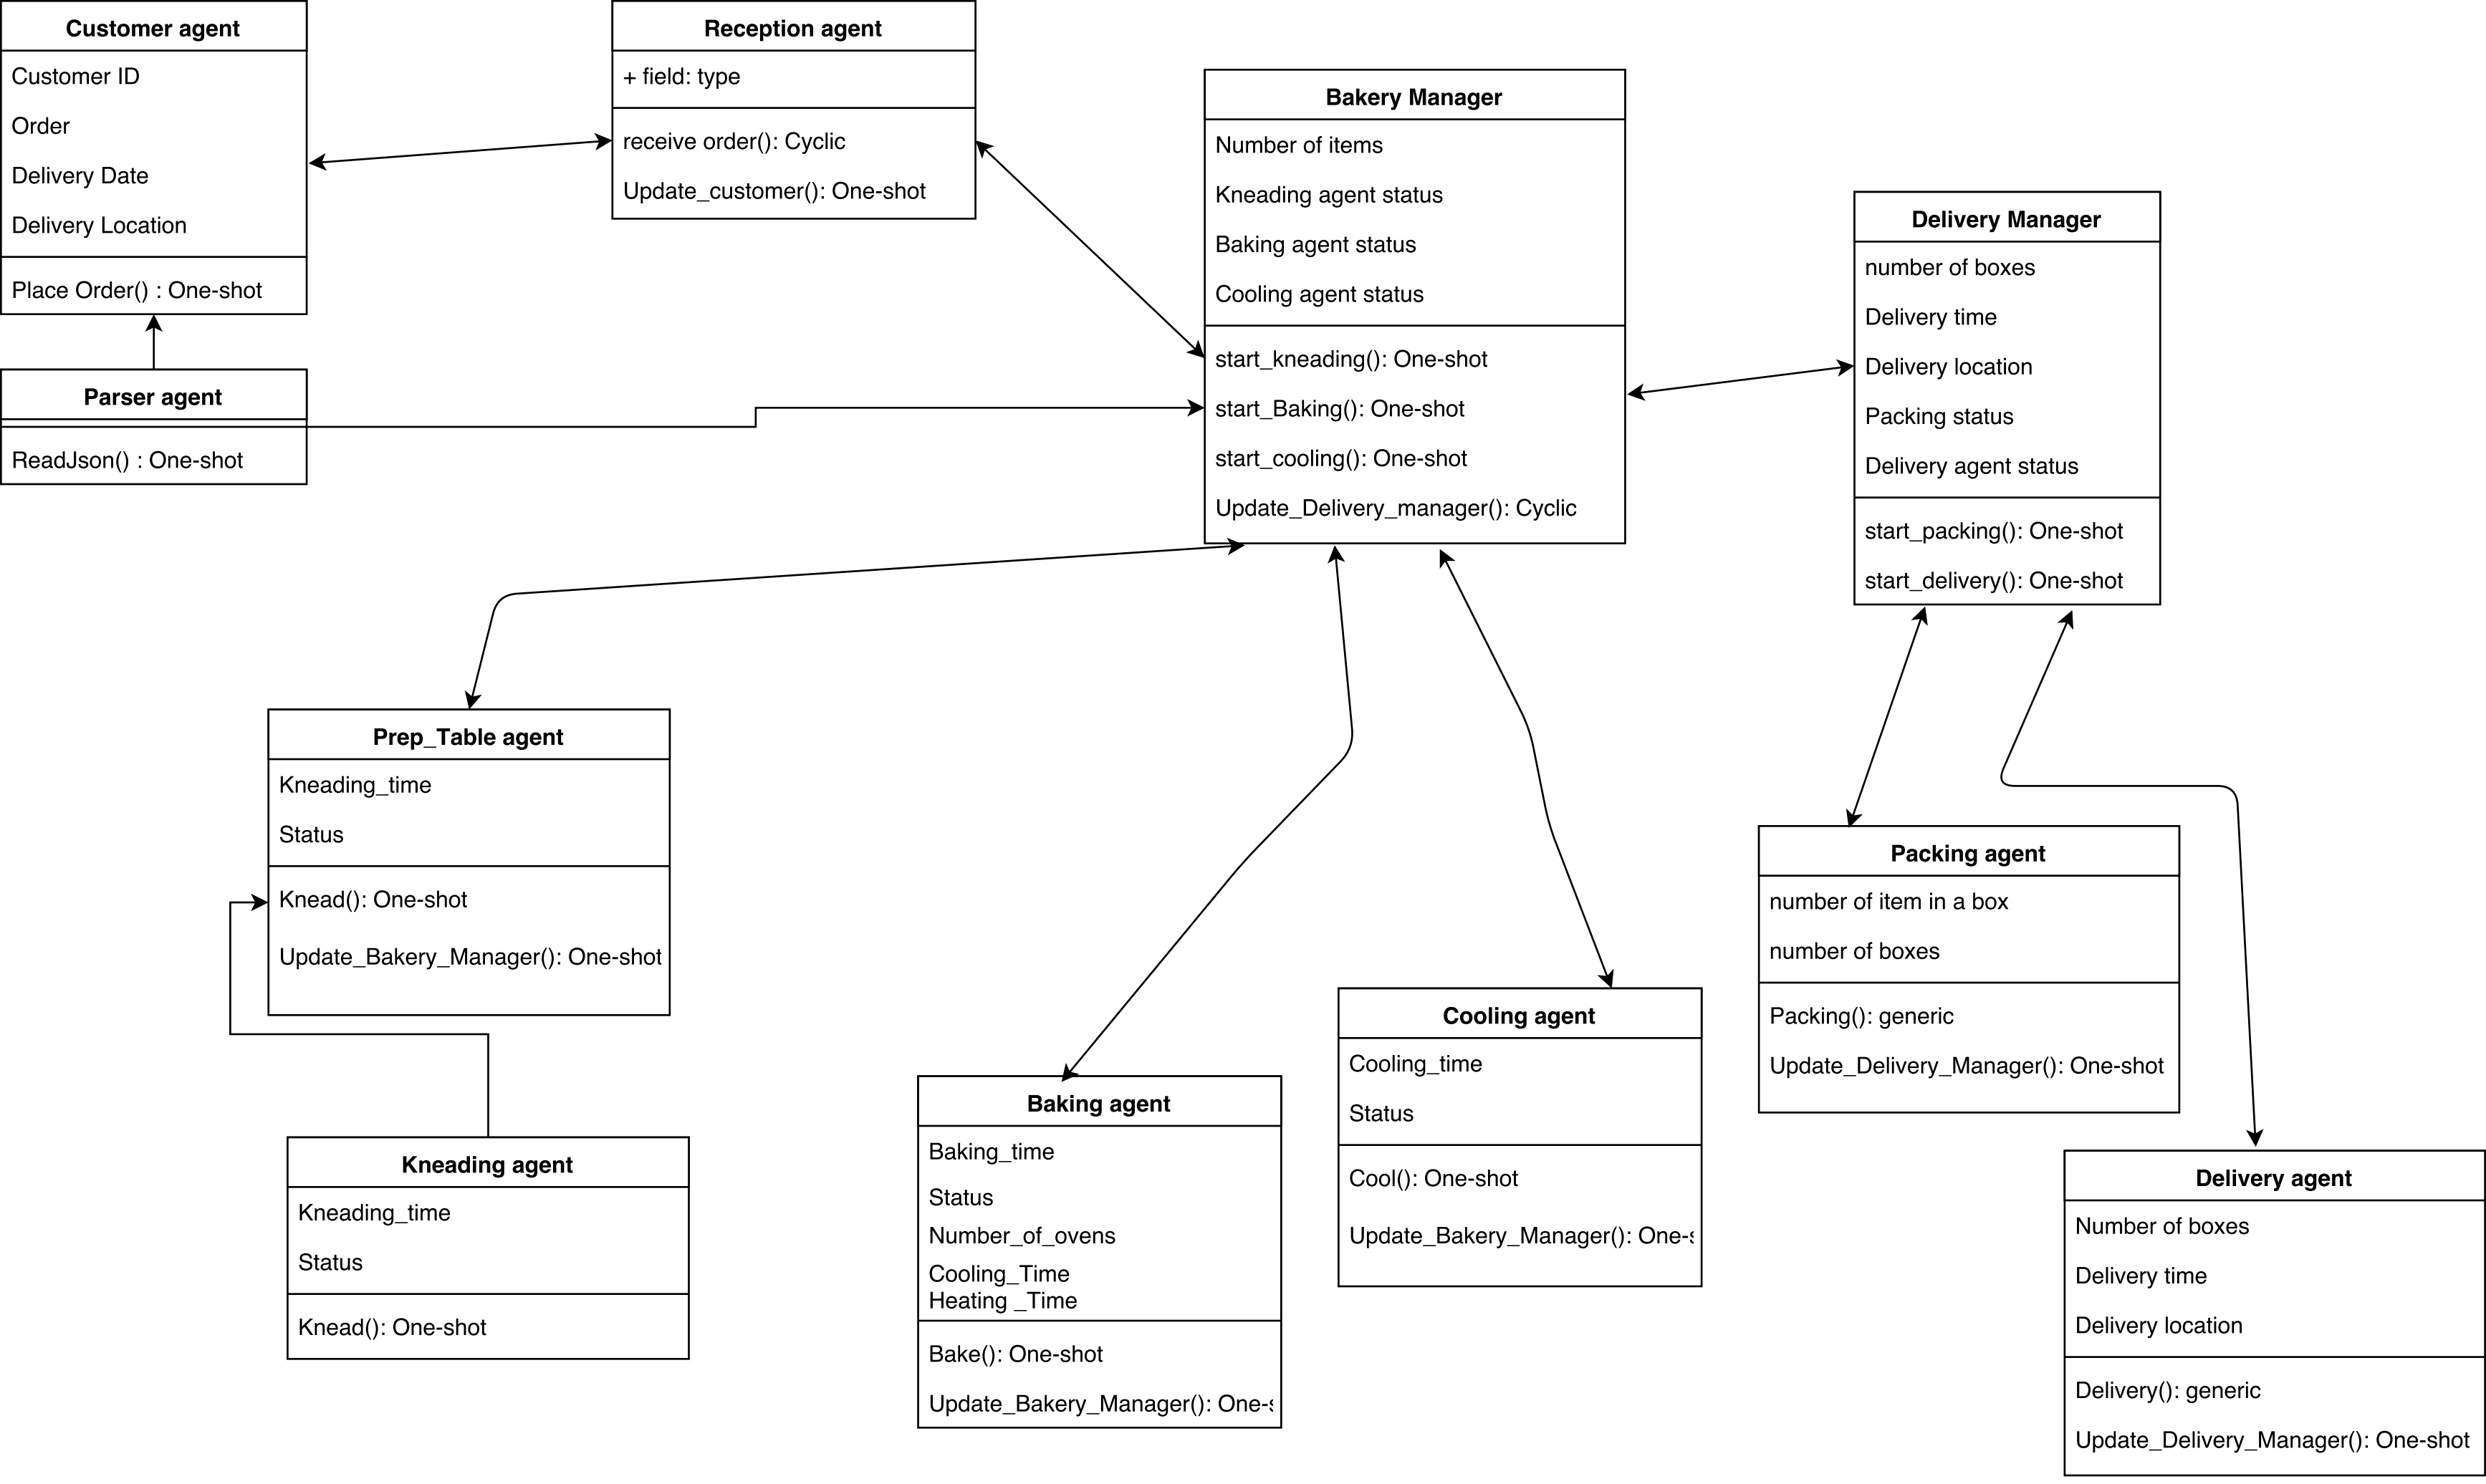 Customer agent
Customer ID
Order
Delivery Date
Delivery Location
Place Order() : One-shot
Parser agent
ReadJson() : One-shot
Reception agent
+ field: type
receive order(): Cyclic
Update_customer(): One-shot
Bakery Manager
Number of items
Kneading agent status
Baking agent status
Cooling agent status
start_kneading(): One-shot
start_Baking(): One-shot
start_cooling(): One-shot
Update_Delivery_manager(): Cyclic
Delivery Manager
number of boxes
Delivery time
Delivery location
Packing status
Delivery agent status
start_packing(): One-shot
start_delivery(): One-shot
Prep_Table agent
Kneading_time
Status
Knead(): One-shot
Update_Bakery_Manager(): One-shot
Kneading agent
Kneading_time
Status
Knead(): One-shot
Baking agent
Baking_time
Status
Number_of_ovens
Cooling_Time
Heating _Time
Bake(): One-shot
Update_Bakery_Manager(): One-s
Cooling agent
Cooling_time
Status
Cool(): One-shot
Update_Bakery_Manager(): One-s
Packing agent
number of item in a box
number of boxes
Packing(): generic
Update_Delivery_Manager(): One-shot
Delivery agent
Number of boxes
Delivery time
Delivery location
Delivery(): generic
Update_Delivery_Manager(): One-shot